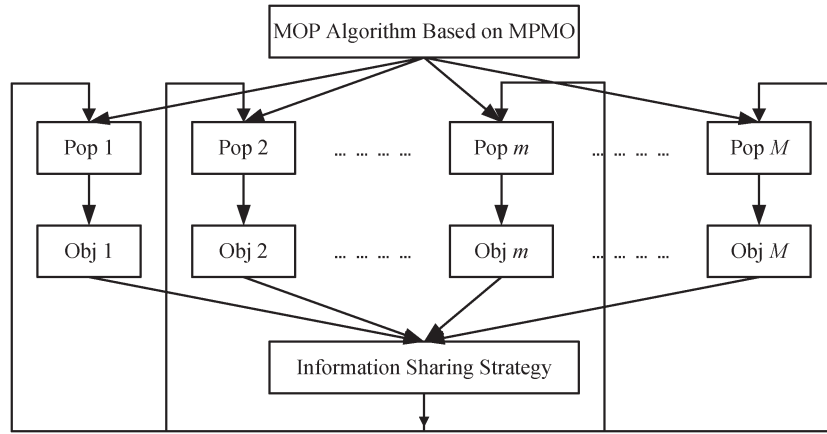 MOP Algorithm Based on MPMO
Pop 1 Pop 2 ... ... ... ... Pop m ... ... ... ... Pop M
Obj 1 Obj 2 ... ... ... ... Obj m ... ... ... ... Obj M
Information Sharing Strategy